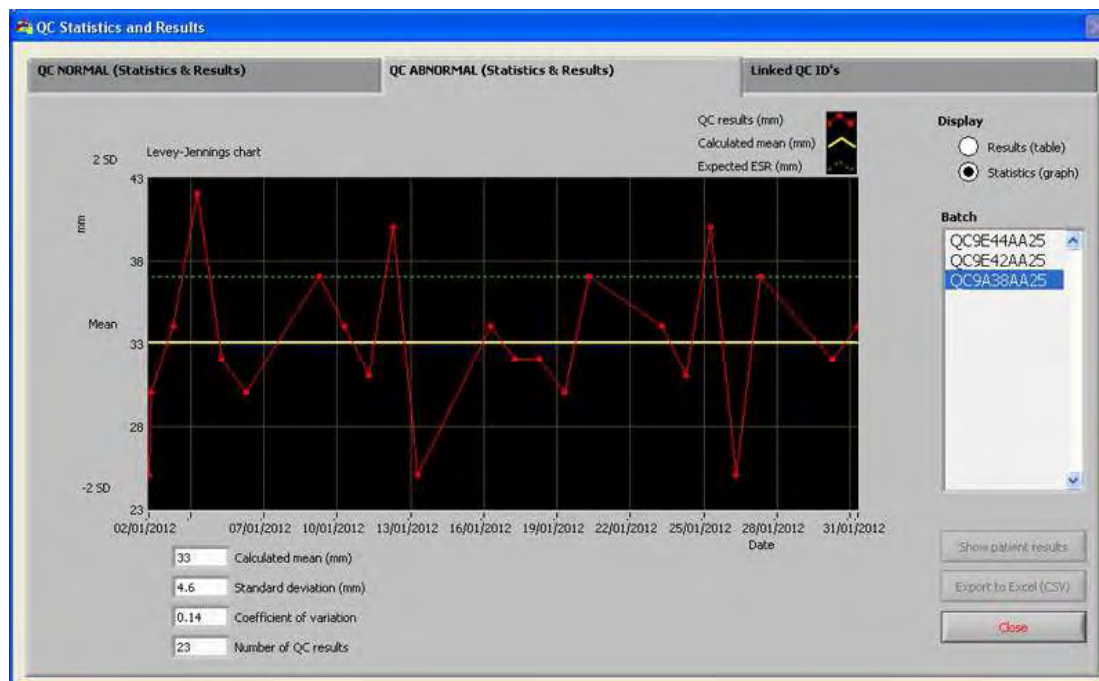 QC Statistics and Results
QC NORMAL (Statistics & Results)
QC ABNORMAL (Statistics & Results)
Linked QC ID's
QC results (mm)
Calculated mean (mm)
Expected ESR (mm)
Display
Results (table)
Statistics (graph)
2 SD
Levey-Jennings chart
43
mm
38
Mean
33
28
-2 SD
23
02/01/2012 07/01/2012 10/01/2012 13/01/2012 16/01/2012 19/01/2012 22/01/2012 25/01/2012 28/01/2012 31/01/2012
Date
Batch
QC9E44AA25
QC9E42AA25
QC9A38AA25
33 Calculated mean (mm)
4.6 Standard deviation (mm)
0.14 Coefficient of variation
23 Number of QC results
Show patient results
Export to Excel (CSV)
Close